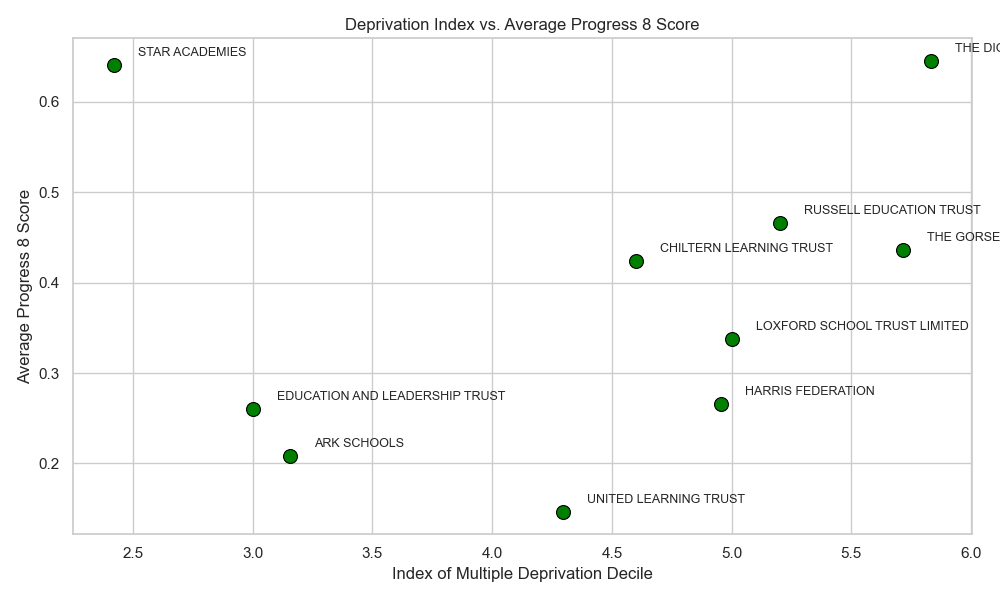 Deprivation Index vs. Average Progress 8 Score
STAR ACADEMIES
THE DIO
0.6
0.5
RUSSELL EDUCATION TRUST
THE GORSE
CHILTERN LEARNING TRUST
0.4
LOXFORD SCHOOL TRUST LIMITED
0.3
HARRIS FEDERATION
EDUCATION AND LEADERSHIP TRUST
ARK SCHOOLS
0.2
UNITED LEARNING TRUST
Average Progress 8 Score
2.5 3.0 3.5 4.0 4.5 5.0 5.5 6.0
Index of Multiple Deprivation Decile